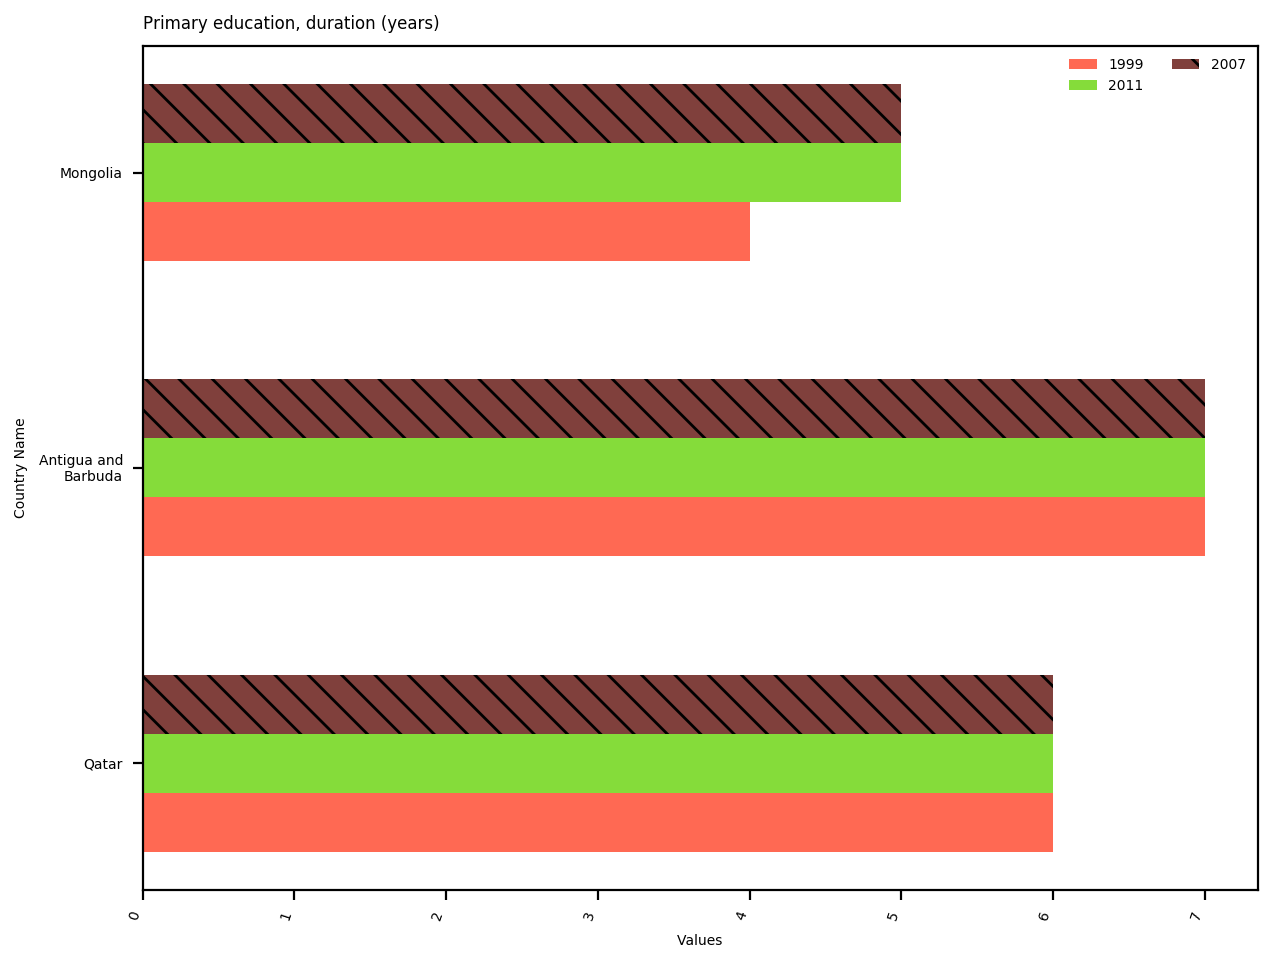 Primary education, duration (years)
1999
2011
2007
Mongolia
Antigua and
Barbuda
Qatar
Country Name
0 1 2 3 4 5 6 7
Values